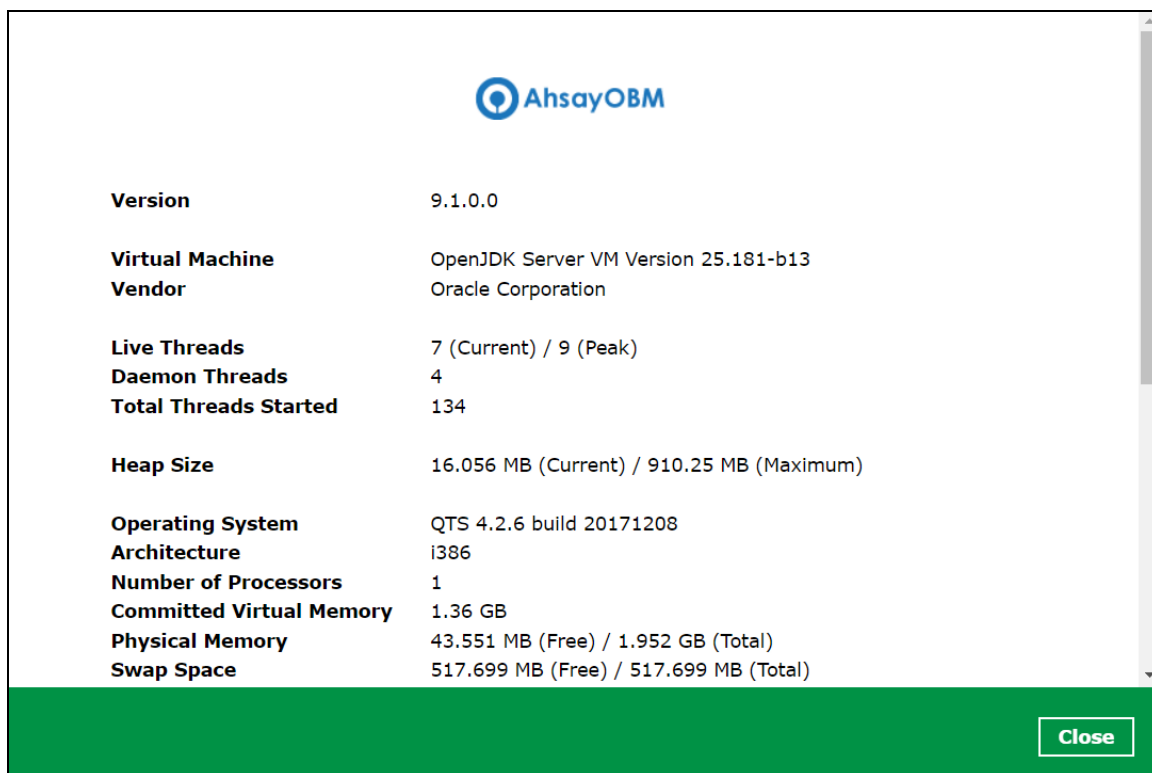 AhsayOBM
Version 9.1.0.0
Virtual Machine OpenJDK Server VM Version 25.181-b13
Vendor Oracle Corporation
Live Threads 7 (Current) / 9 (Peak)
Daemon Threads 4
Total Threads Started 134
Heap Size 16.056 MB (Current) / 910.25 MB (Maximum)
Operating System QTS 4.2.6 build 20171208
Architecture i386
Number of Processors 1
Committed Virtual Memory 1.36 GB
Physical Memory 43.551 MB (Free) / 1.952 GB (Total)
Swap Space 517.699 MB (Free) / 517.699 MB (Total)
Close